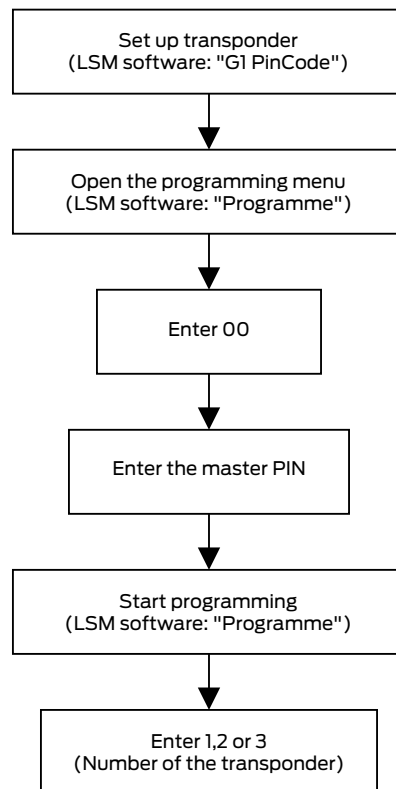 Set up transponder
(LSM software: "G1 PinCode")
Open the programming menu
(LSM software: "Programme")
Enter 00
Enter the master PIN
Start programming
(LSM software: "Programme")
Enter 1,2 or 3
(Number of the transponder)